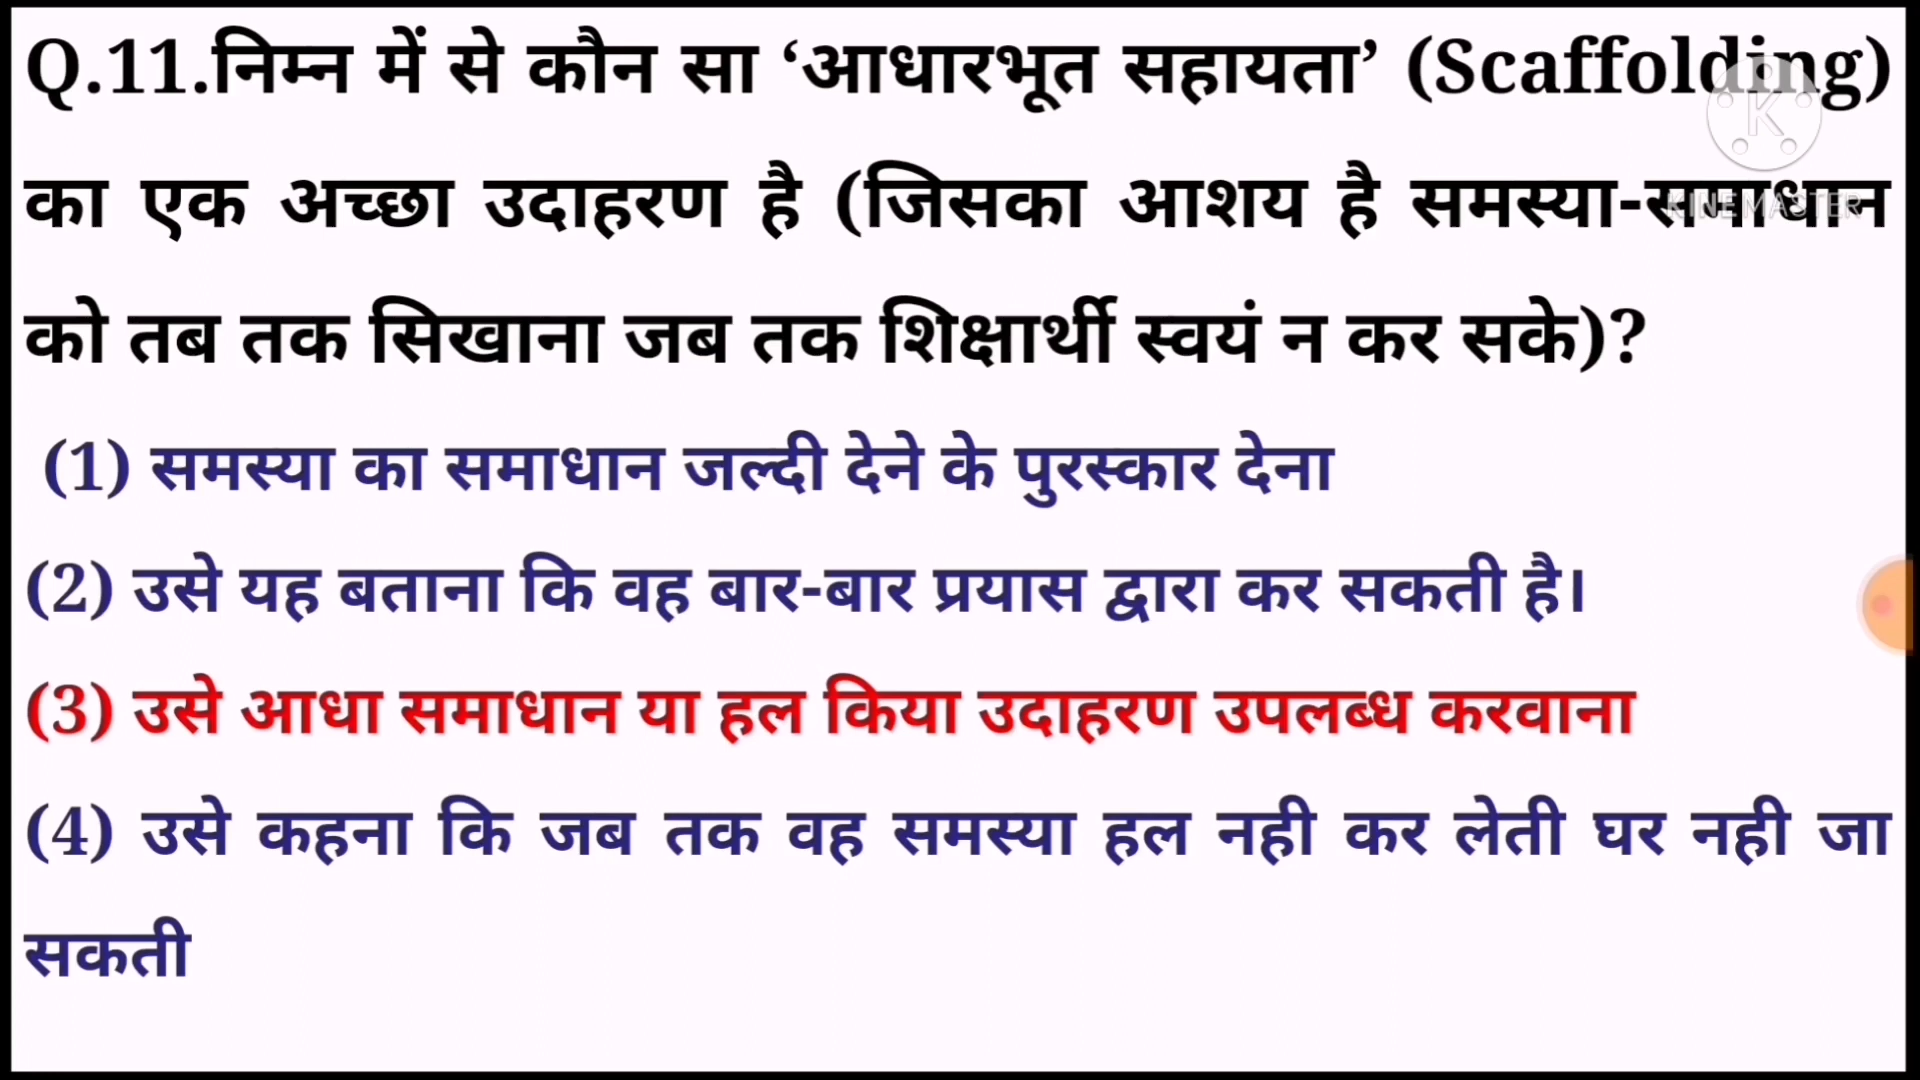 Q.11.निम्न में से कौन सा ‘आधारभूत सहायता’ (Scaffolding)
का एक अच्छा उदाहरण है (जिसका आशय है समस्या-समाधान
को तब तक सिखाना जब तक शिक्षार्थी स्वयं न कर सके)?
(1) समस्या का समाधान जल्दी देने के पुरस्कार देना
(2) उसे यह बताना कि वह बार-बार प्रयास द्वारा कर सकती है।
(3) उसे आधा समाधान या हल किया उदाहरण उपलब्ध करवाना
(4) उसे कहना कि जब तक वह समस्या हल नही कर लेती घर नही जा
सकती
K
KINEMASTER